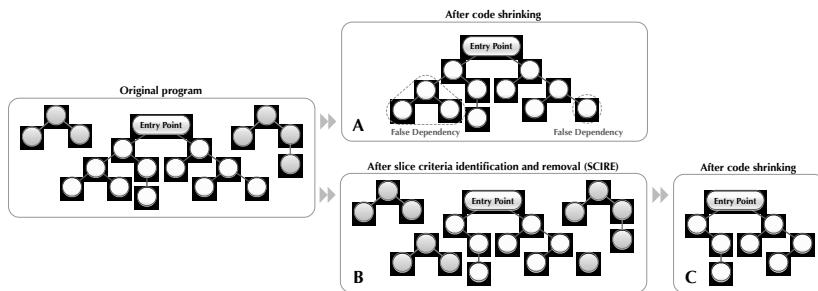 After code shrinking
Entry Point
Original program
Entry Point
A
False Dependency
False Dependency
After slice criteria identification and removal (SCIRE)
After code shrinking
Entry Point
Entry Point
B
C